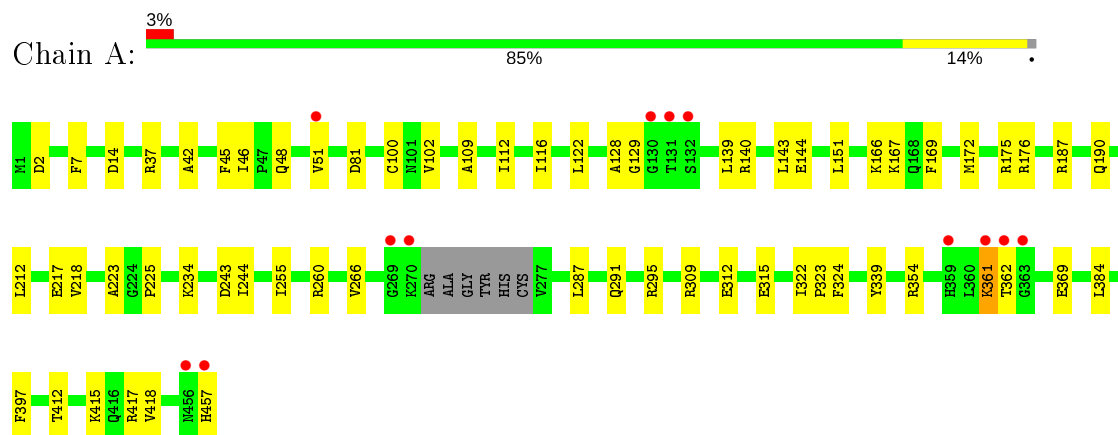 3%
Chain A:
85% 14% •
M1 D2 F7 D14 R37 A42 F45 I46 P47 Q48 V51 D81 C100 N101 V102 A109 I112 I116 L122 A128 G129 G130 T131 S132 L139 R140 L143 E144 L151 K166 K167 Q168 F169 M172 R175 R176 R187 Q190
L212 E217 V218 A223 G224 P225 K234 D243 I244 I255 R260 V266 G269 K270 ARG ALA GLY TYR HIS CYS V277 L287 Q291 R295 R309 E312 E315 I322 P323 F324 Y339 R354 H359 L360 K361 T362 G363 E369 L384
F397 T412 K415 Q416 R417 V418 N456 H457